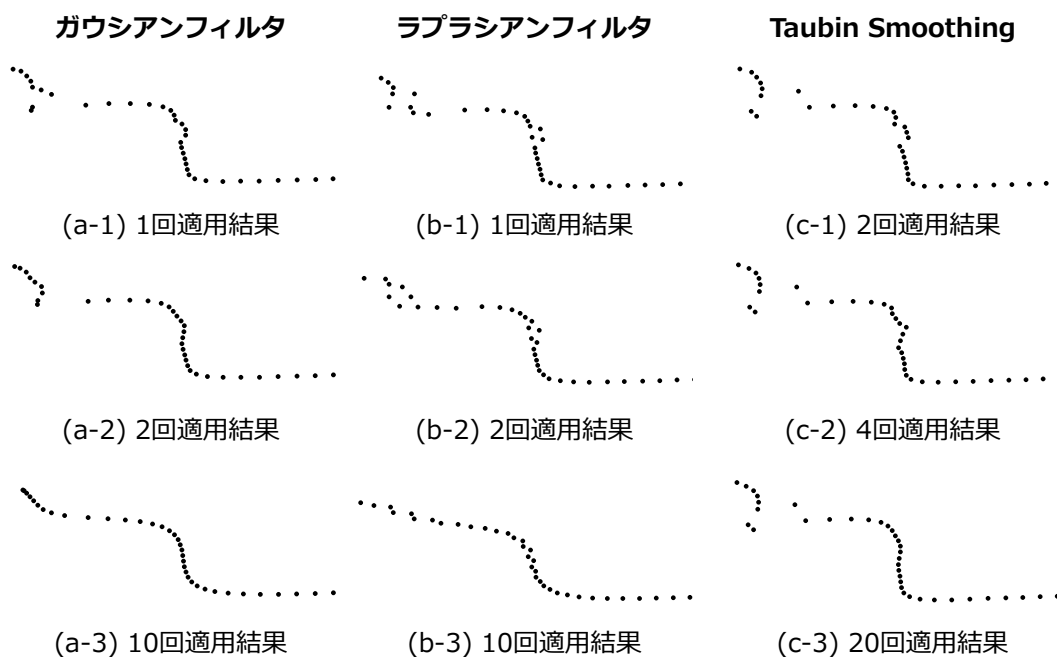 ガウシアンフィルタ ラプラシアンフィルタ Taubin Smoothing
(a-1) 1回適用結果 (b-1) 1回適用結果 (c-1) 2回適用結果
(a-2) 2回適用結果 (b-2) 2回適用結果 (c-2) 4回適用結果
(a-3) 10回適用結果 (b-3) 10回適用結果 (c-3) 20回適用結果